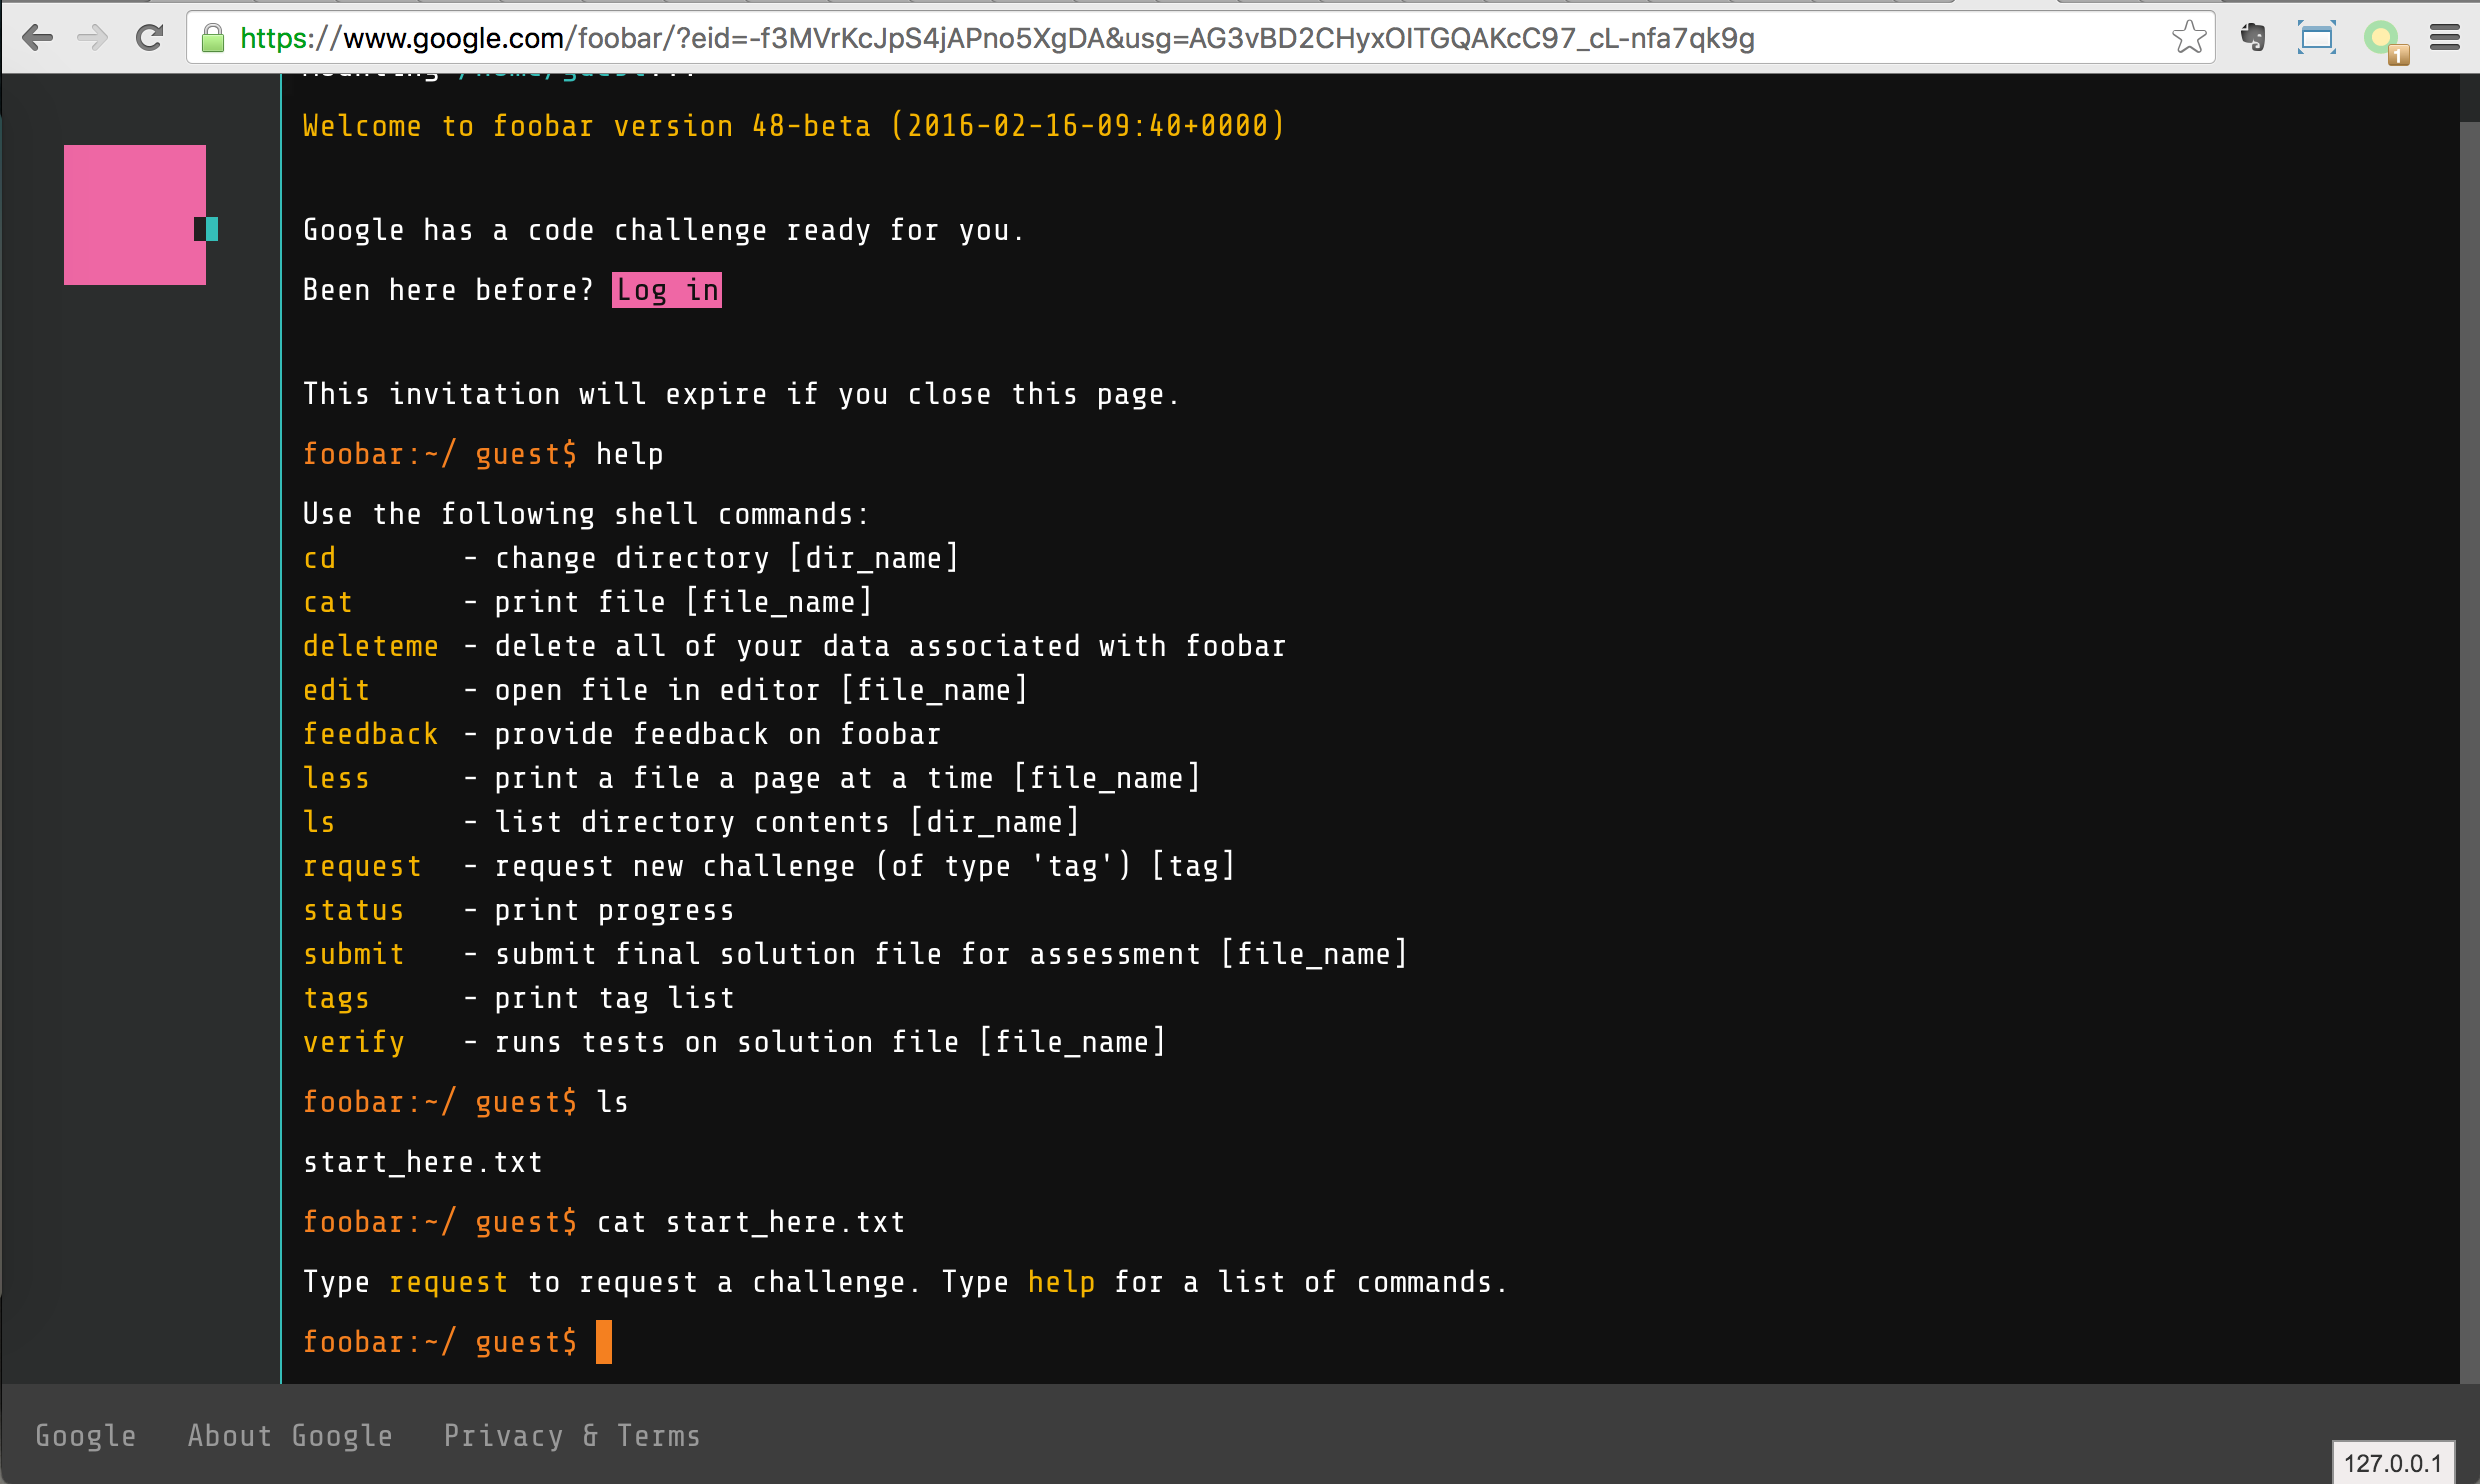 https://www.google.com/foobar/?eid=-f3MVrKcJpS4jAPno5XgDA&usg=AG3vBD2CHyxOITGQAKcC97_cL-nfa7qk9g
1
Mounting /home/guest...
Welcome to foobar version 48-beta (2016-02-16-09:40+0000)
Google has a code challenge ready for you.
Been here before? Log in
This invitation will expire if you close this page.
foobar:~/ guest$ help
Use the following shell commands:
cd - change directory [dir_name]
cat - print file [file_name]
deleteme - delete all of your data associated with foobar
edit - open file in editor [file_name]
feedback - provide feedback on foobar
less - print a file a page at a time [file_name]
ls - list directory contents [dir_name]
request - request new challenge (of type 'tag') [tag]
status - print progress
submit - submit final solution file for assessment [file_name]
tags - print tag list
verify - runs tests on solution file [file_name]
foobar:~/ guest$ ls
start_here.txt
foobar:~/ guest$ cat start_here.txt
Type request to request a challenge. Type help for a list of commands.
foobar:~/ guest$
Google About Google Privacy & Terms
127.0.0.1